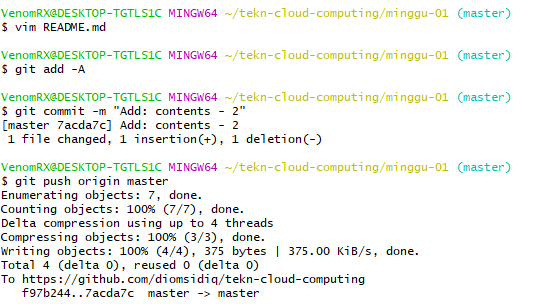 VenomRX@DESKTOP-TGTLS1C MINGW64 ~/tekn-cloud-computing/minggu-01 (master)
$ vim README.md
VenomRX@DESKTOP-TGTLS1C MINGW64 ~/tekn-cloud-computing/minggu-01 (master)
$ git add -A
VenomRX@DESKTOP-TGTLS1C MINGW64 ~/tekn-cloud-computing/minggu-01 (master)
$ git commit -m "Add: contents - 2"
[master 7acda7c] Add: contents - 2
 1 file changed, 1 insertion(+), 1 deletion(-)
VenomRX@DESKTOP-TGTLS1C MINGW64 ~/tekn-cloud-computing/minggu-01 (master)
$ git push origin master
Enumerating objects: 7, done.
Counting objects: 100% (7/7), done.
Delta compression using up to 4 threads
Compressing objects: 100% (3/3), done.
Writing objects: 100% (4/4), 375 bytes | 375.00 KiB/s, done.
Total 4 (delta 0), reused 0 (delta 0)
To https://github.com/diomsidiq/tekn-cloud-computing
   f97b244..7acda7c  master -> master